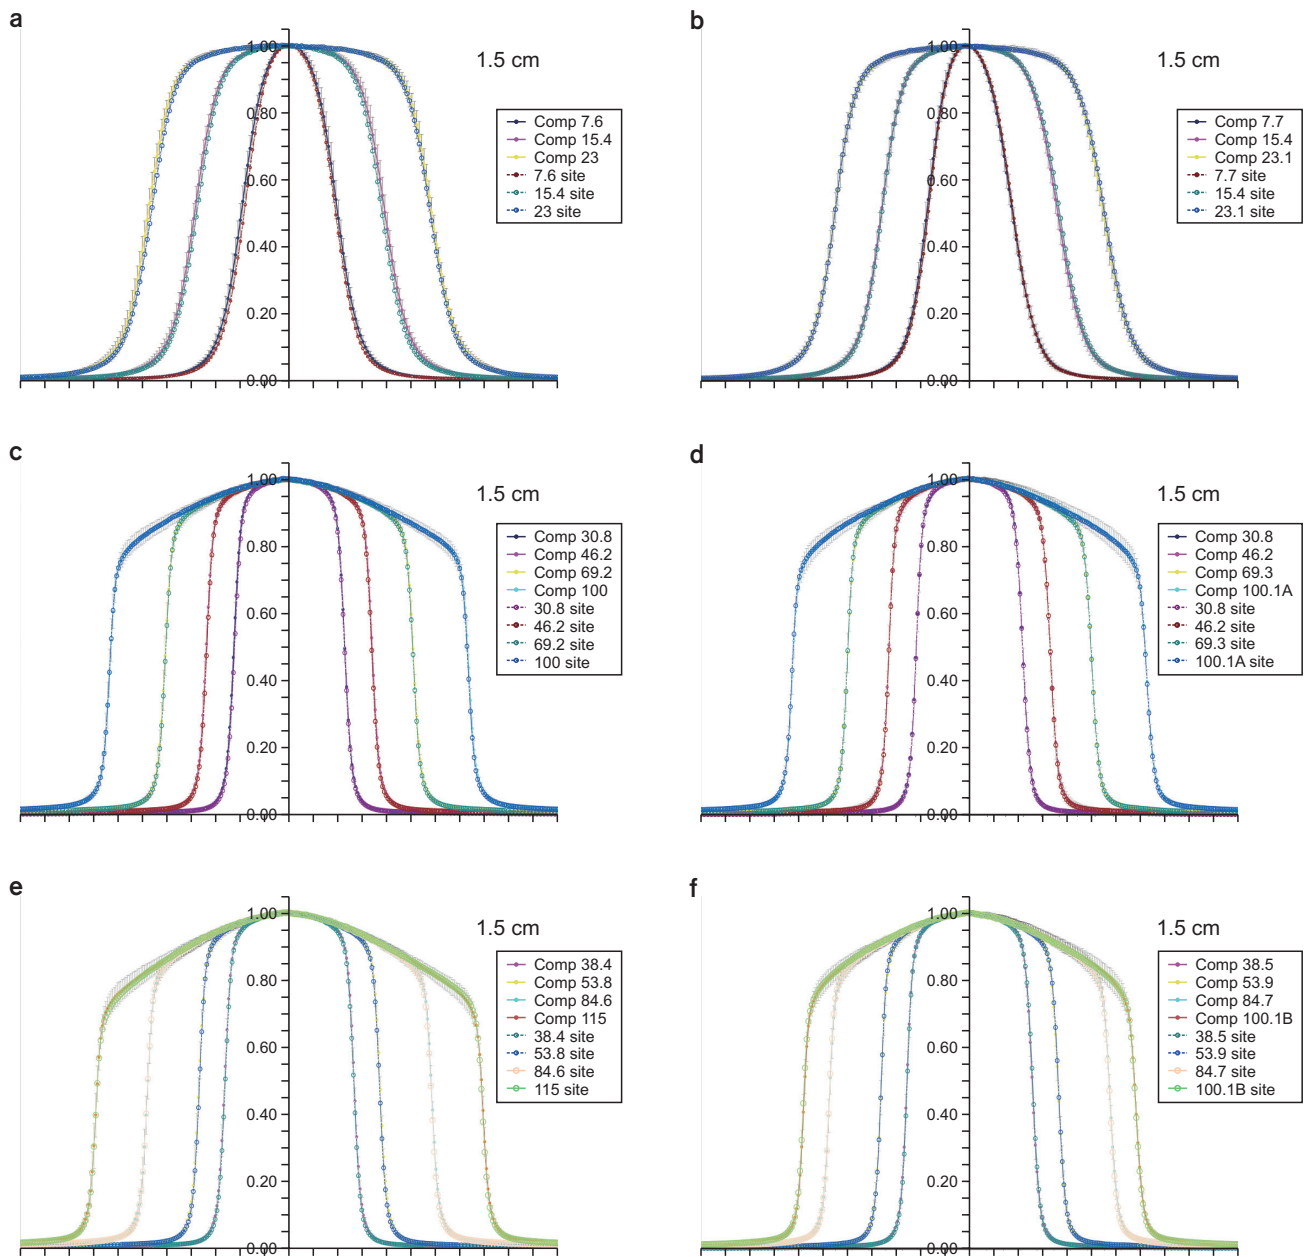 a
1.00
0.80
0.60
0.40
0.20
0.00
1.5 cm
Comp 7.6
Comp 15.4
Comp 23
7.6 site
15.4 site
23 site
b
1.00
0.80
0.60
0.40
0.20
0.00
1.5 cm
Comp 7.7
Comp 15.4
Comp 23.1
7.7 site
15.4 site
23.1 site
c
1.00
0.80
0.60
0.40
0.20
0.00
1.5 cm
Comp 30.8
Comp 46.2
Comp 69.2
Comp 100
30.8 site
46.2 site
69.2 site
100 site
d
1.00
0.80
0.60
0.40
0.20
0.00
1.5 cm
Comp 30.8
Comp 46.2
Comp 69.3
Comp 100.1A
30.8 site
46.2 site
69.3 site
100.1A site
e
1.00
0.80
0.60
0.40
0.20
0.00
1.5 cm
Comp 38.4
Comp 53.8
Comp 84.6
Comp 115
38.4 site
53.8 site
84.6 site
115 site
f
1.00
0.80
0.60
0.40
0.20
0.00
1.5 cm
Comp 38.5
Comp 53.9
Comp 84.7
Comp 100.1B
38.5 site
53.9 site
84.7 site
100.1B site